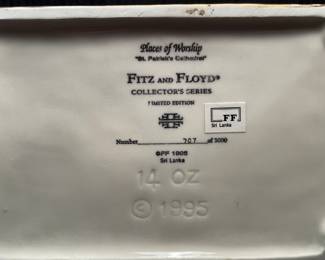 Places of Worship
"St. Patrick's Cathedral"
FITZ AND FLOYD®
COLLECTOR'S SERIES
LIMITED EDITION
FF
Sri Lanka
Number 707 of 5000
©FF 1995
Sri Lanka
14 OZ
© 1995